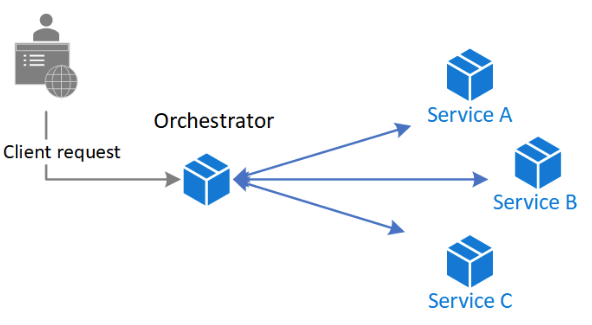 Service A
Orchestrator
Client request
Service B
Service C